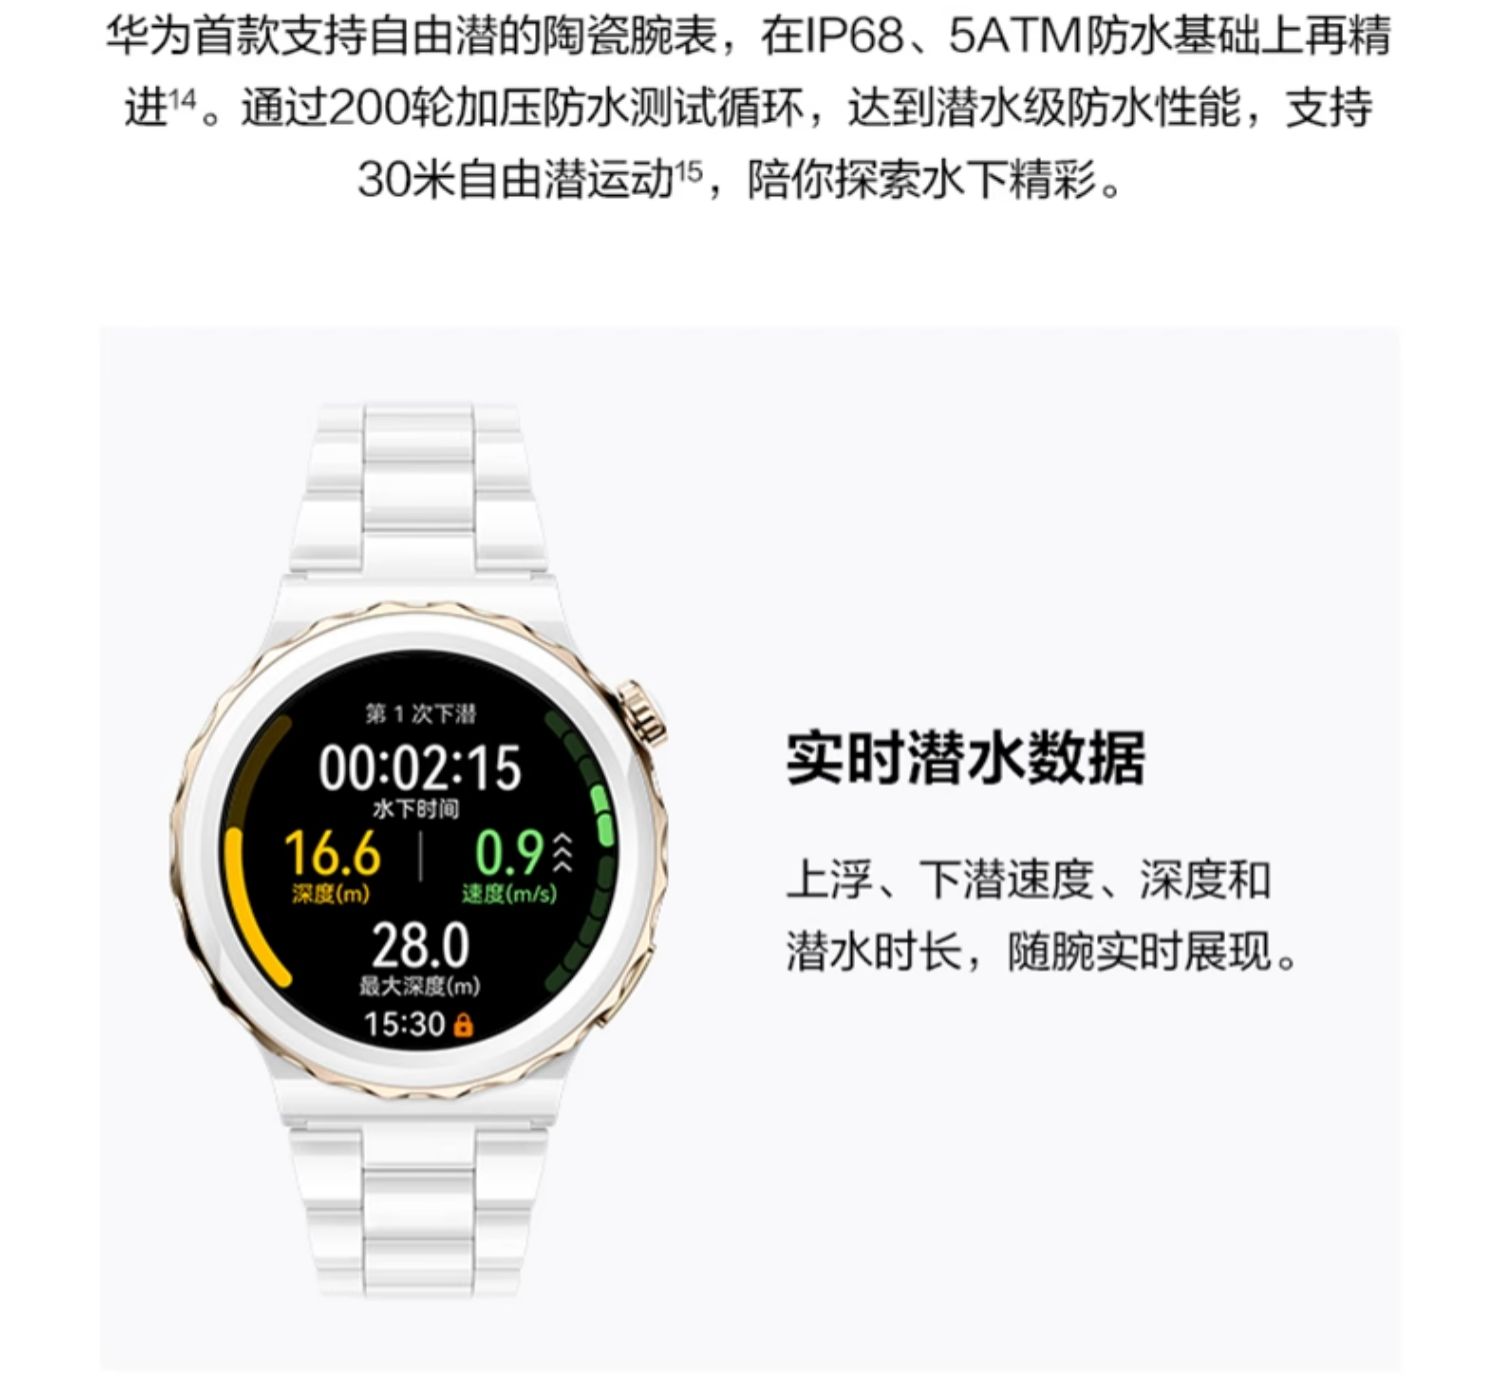 华为首款支持自由潜的陶瓷腕表，在IP68、5ATM防水基础上再精
进14。通过200轮加压防水测试循环，达到潜水级防水性能，支持
30米自由潜运动15，陪你探索水下精彩。
第 1 次下潜
00:02:15
水下时间
16.6 0.9
深度(m) 速度(m/s)
28.0
最大深度(m)
15:30
实时潜水数据
上浮、下潜速度、深度和
潜水时长，随腕实时展现。